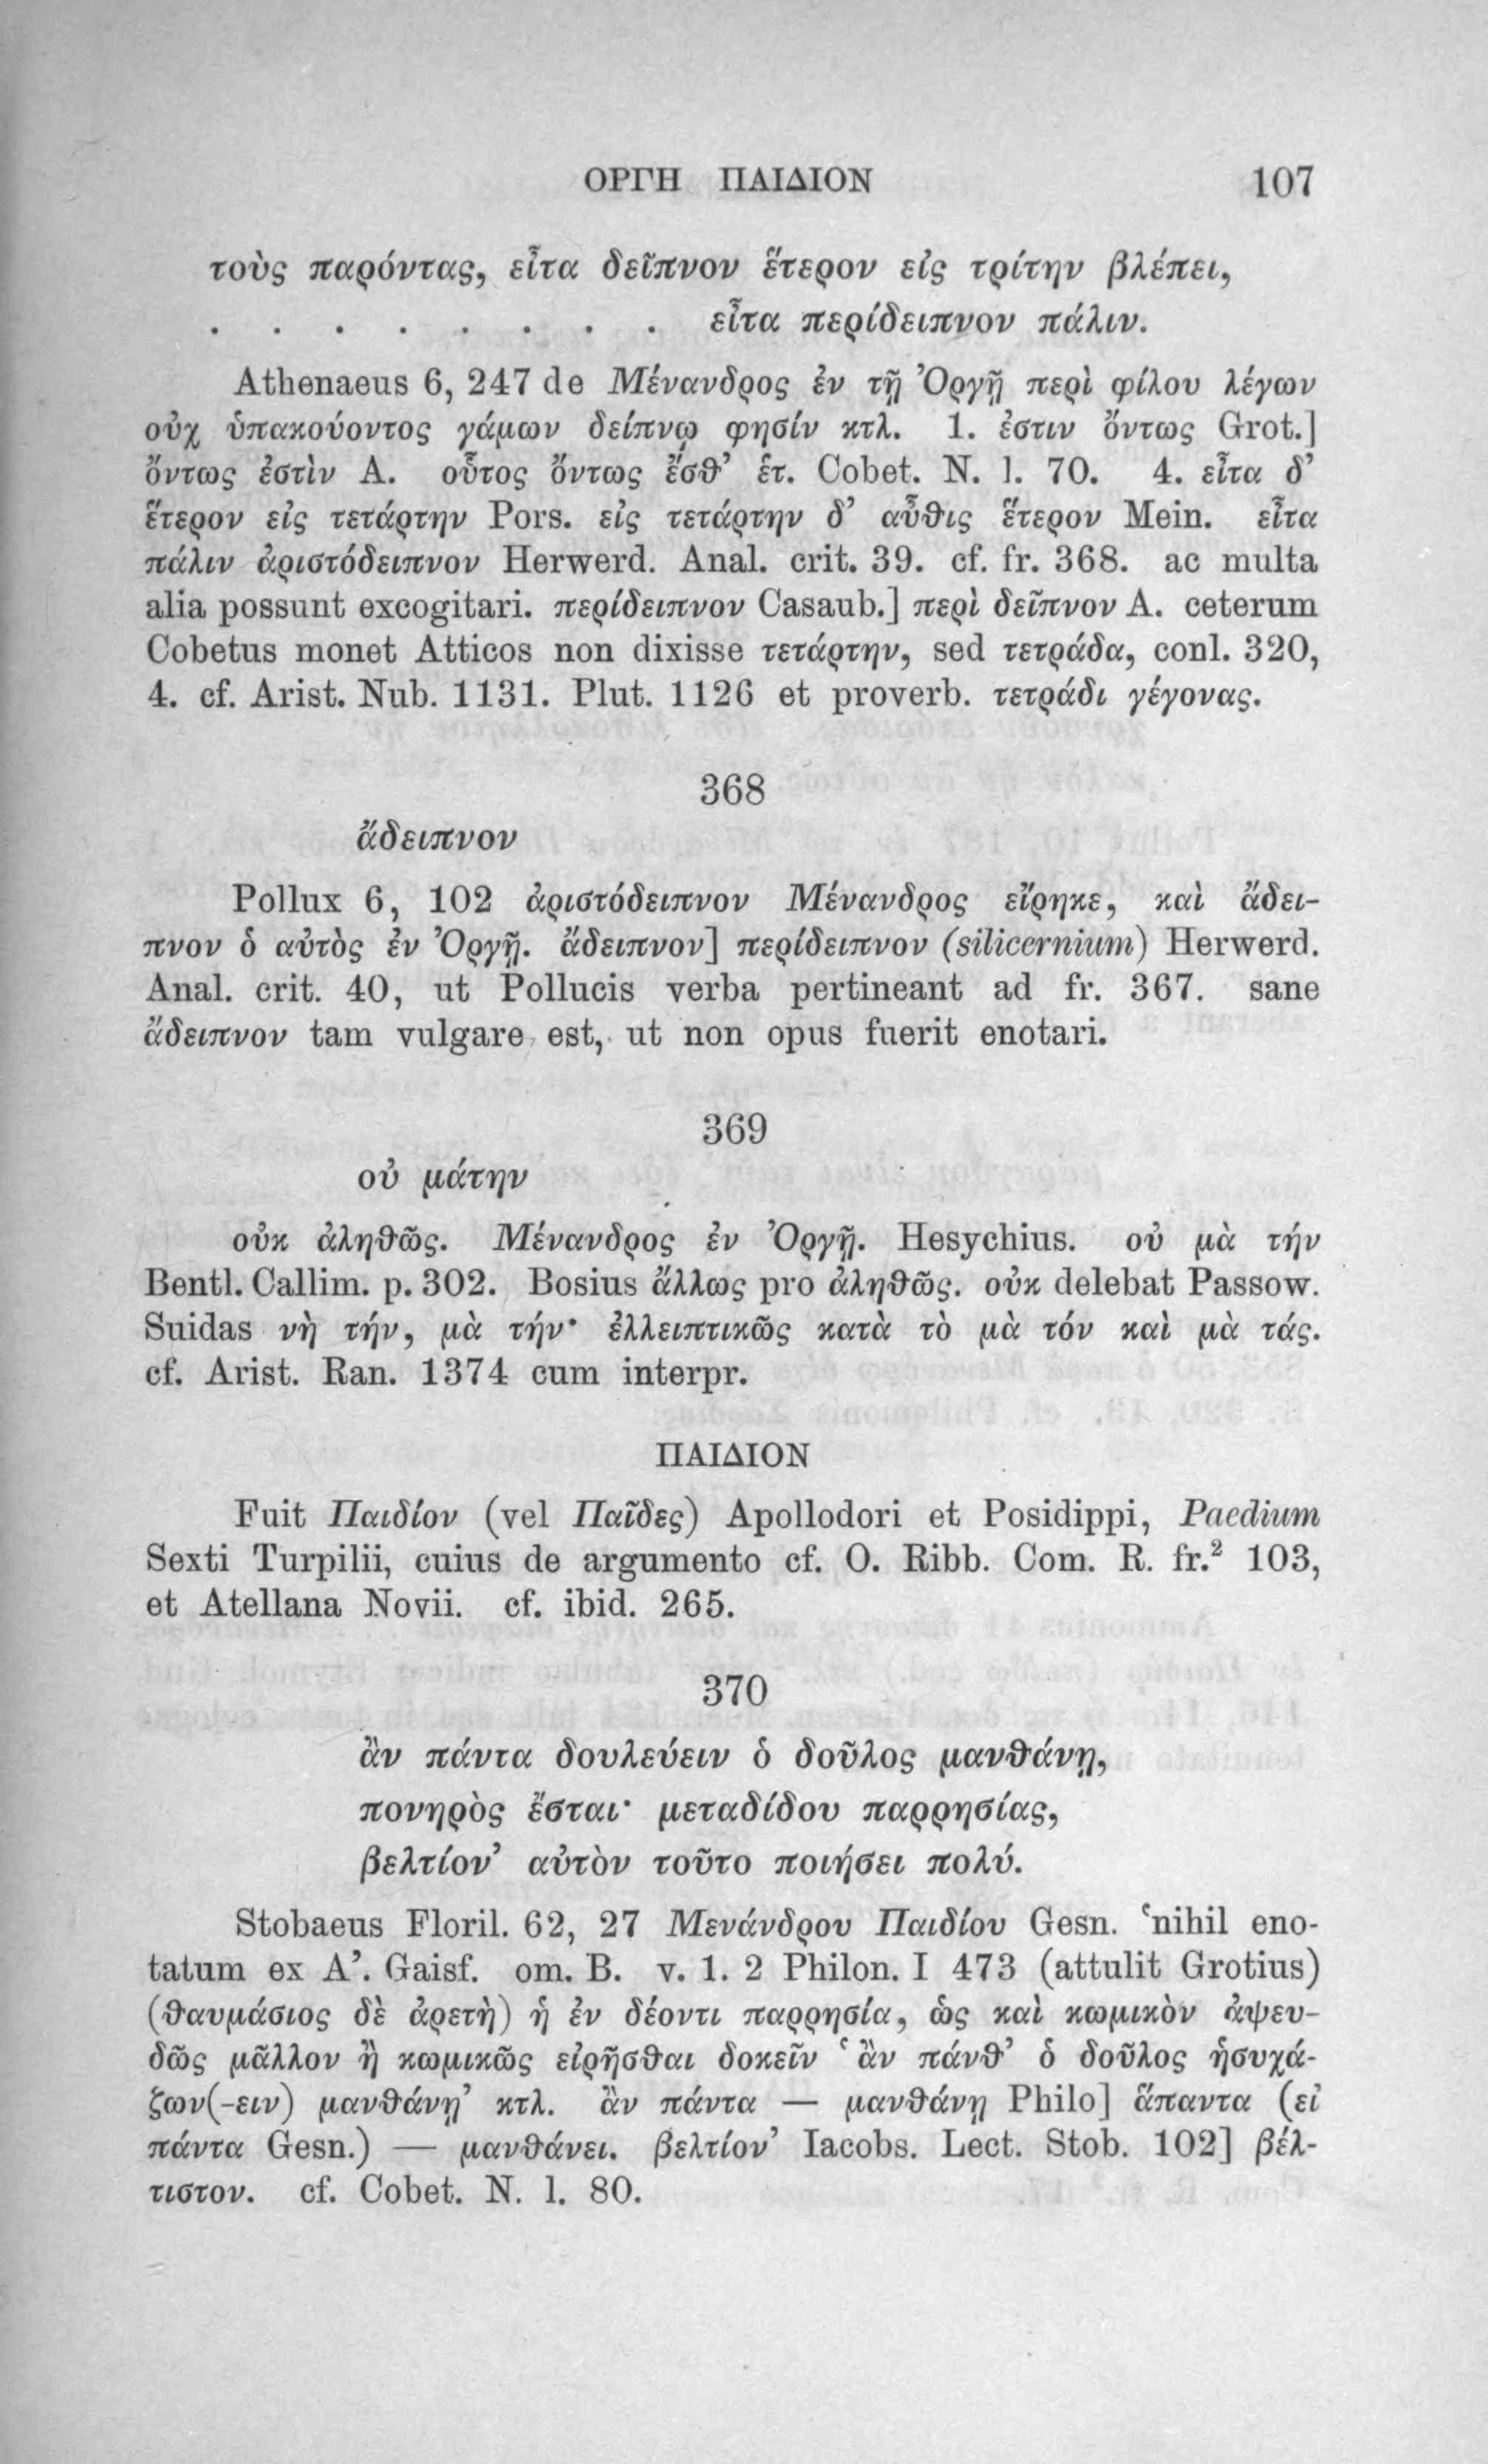 ΟΡΓΗ ΠΑΙΔΙΟΝ 107
τοὺς παρόντας, εἶτα δεῖπνον ἕτερον εἰς τρίτην βλέπει,
. . . . . . . . εἶτα περίδειπνον πάλιν.
Athenaeus 6, 247 de Μένανδρος ἐν τῇ Ὀργῇ περὶ φίλου λέγων
οὐχ ὑπακούοντος γάμων δείπνῳ φησίν κτλ. 1. ἐστιν ὄντως Grot.]
ὄντως ἐστὶν A. οὗτος ὄντως ἔσθ’ ἑτ. Cobet. N. l. 70. 4. εἶτα δ’
ἕτερον εἰς τετάρτην Pors. εἰς τετάρτην δ’ αὖθις ἕτερον Mein. εἶτα
πάλιν ἀριστόδειπνον Herwerd. Anal. crit. 39. cf. fr. 368. ac multa
alia possunt excogitari. περίδειπνον Casaub.] περὶ δεῖπνον A. ceterum
Cobetus monet Atticos non dixisse τετάρτην, sed τετράδα, conl. 320,
4. cf. Arist. Nub. 1131. Plut. 1126 et proverb. τετράδι γέγονας.
368
ἄδειπνον
Pollux 6, 102 ἀριστόδειπνον Μένανδρος εἴρηκε, καὶ ἄδει-
πνον ὁ αὐτὸς ἐν Ὀργῇ. ἄδειπνον] περίδειπνον (silicernium) Herwerd.
Anal. crit. 40, ut Pollucis verba pertineant ad fr. 367. sane
ἄδειπνον tam vulgare est, ut non opus fuerit enotari.
369
οὐ μάτην
οὐκ ἀληθῶς. Μένανδρος ἐν Ὀργῇ. Hesychius. οὐ μὰ τήν
Bentl. Callim. p. 302. Bosius ἄλλως pro ἀληθῶς. οὐκ delebat Passow.
Suidas νὴ τήν, μὰ τήν· ἐλλειπτικῶς κατὰ τὸ μὰ τόν καὶ μὰ τάς.
cf. Arist. Ran. 1374 cum interpr.
ΠΑΙΔΙΟΝ
Fuit Παιδίον (vel Παῖδες) Apollodori et Posidippi, Paedium
Sexti Turpilii, cuius de argumento cf. O. Ribb. Com. R. fr.² 103,
et Atellana Novii. cf. ibid. 265.
370
ἂν πάντα δουλεύειν ὁ δοῦλος μανθάνῃ,
πονηρὸς ἔσται· μεταδίδου παρρησίας,
βελτίον’ αὐτὸν τοῦτο ποιήσει πολύ.
Stobaeus Floril. 62, 27 Μενάνδρου Παιδίου Gesn. ‘nihil eno-
tatum ex A’. Gaisf. om. B. v. 1. 2 Philon. I 473 (attulit Grotius)
(θαυμάσιος δὲ ἀρετὴ) ἡ ἐν δέοντι παρρησία, ὡς καὶ κωμικὸν ἀψευ-
δῶς μᾶλλον ἢ κωμικῶς εἰρῆσθαι δοκεῖν ‘ἂν πάνθ’ ὁ δοῦλος ἡσυχά-
ζων(-ειν) μανθάνῃ’ κτλ. ἂν πάντα — μανθάνῃ Philo] ἅπαντα (εἰ
πάντα Gesn.) — μανθάνει. βελτίον’ Iacobs. Lect. Stob. 102] βέλ-
τιστον. cf. Cobet. N. l. 80.